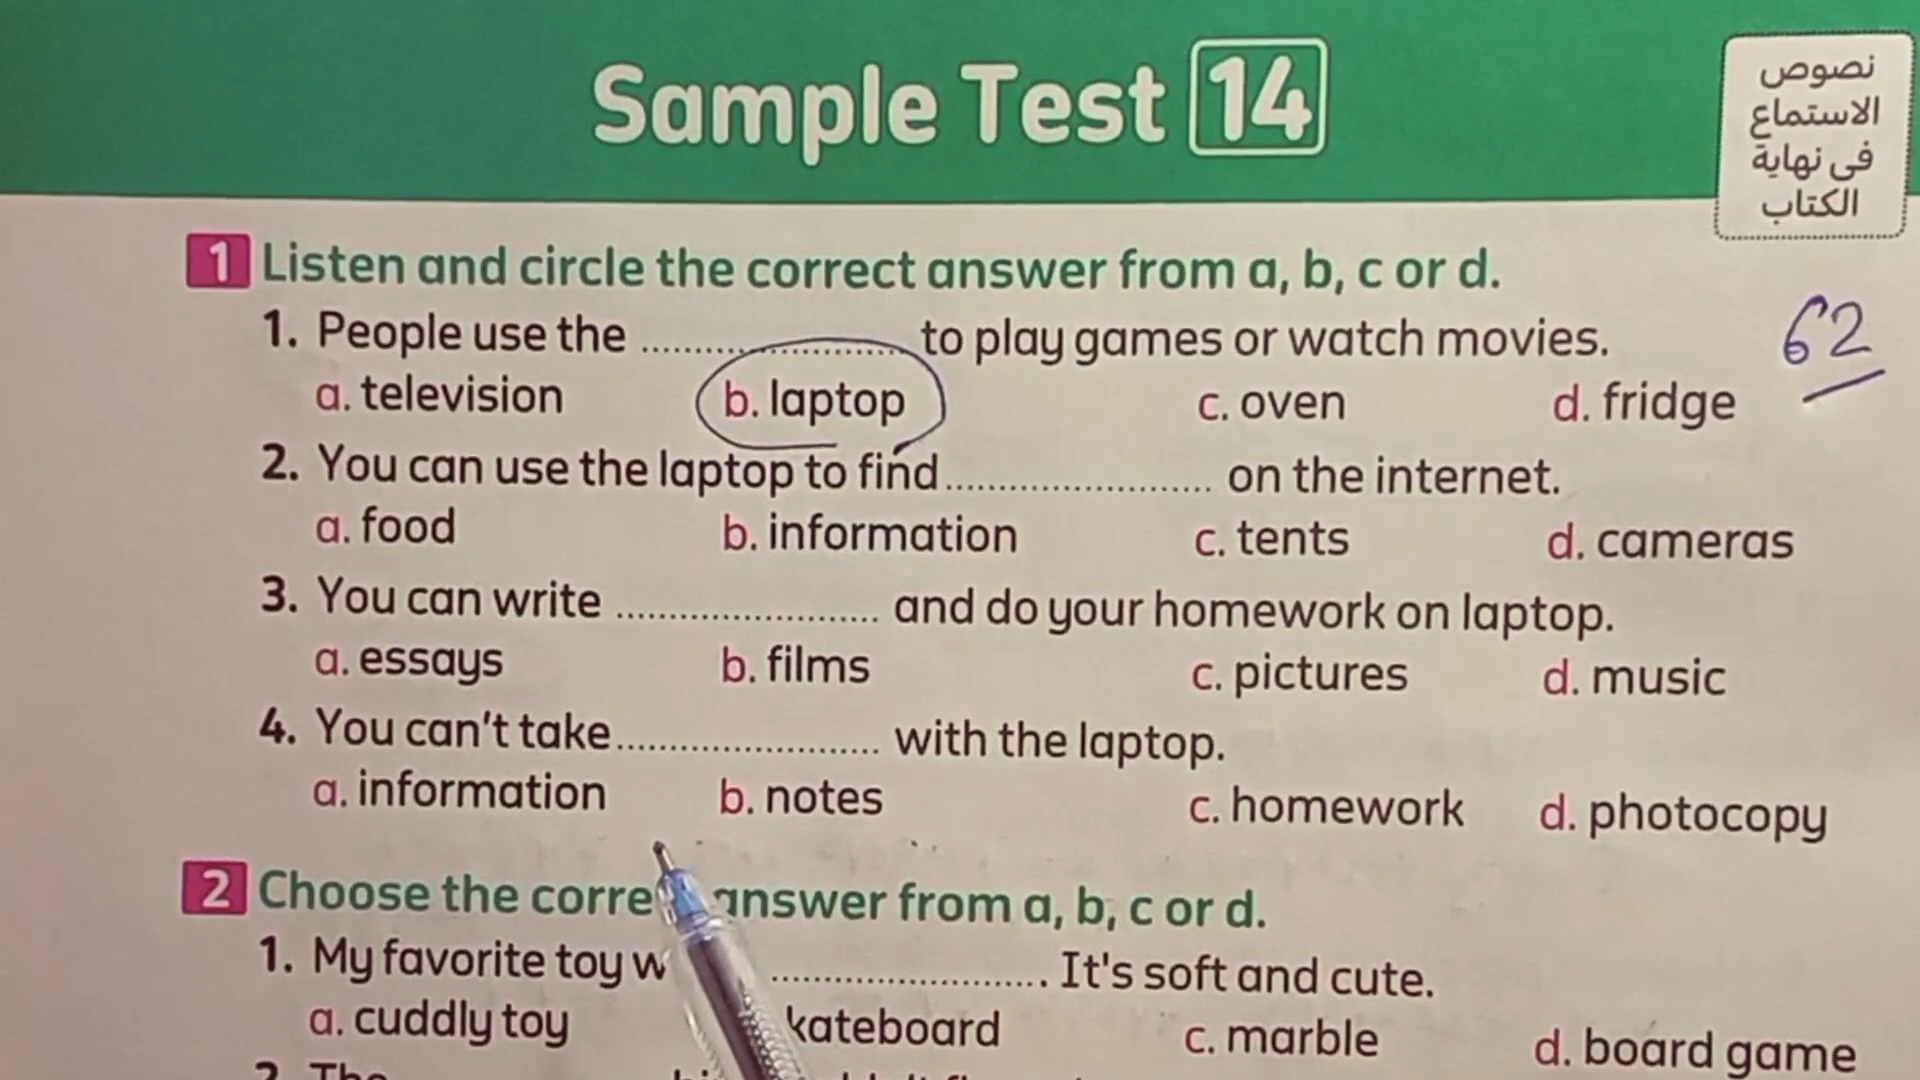 Sample Test 14
نصوص
الاستماع
فى نهاية
الكتاب
1 Listen and circle the correct answer from a, b, c or d.
62
1. People use the ........................ to play games or watch movies.
a. television b. laptop c. oven d. fridge
2. You can use the laptop to find ........................ on the internet.
a. food b. information c. tents d. cameras
3. You can write ........................ and do your homework on laptop.
a. essays b. films c. pictures d. music
4. You can't take ........................ with the laptop.
a. information b. notes c. homework d. photocopy
2 Choose the corre answer from a, b, c or d.
1. My favorite toy w ........................ . It's soft and cute.
a. cuddly toy kateboard c. marble d. board game
2. The